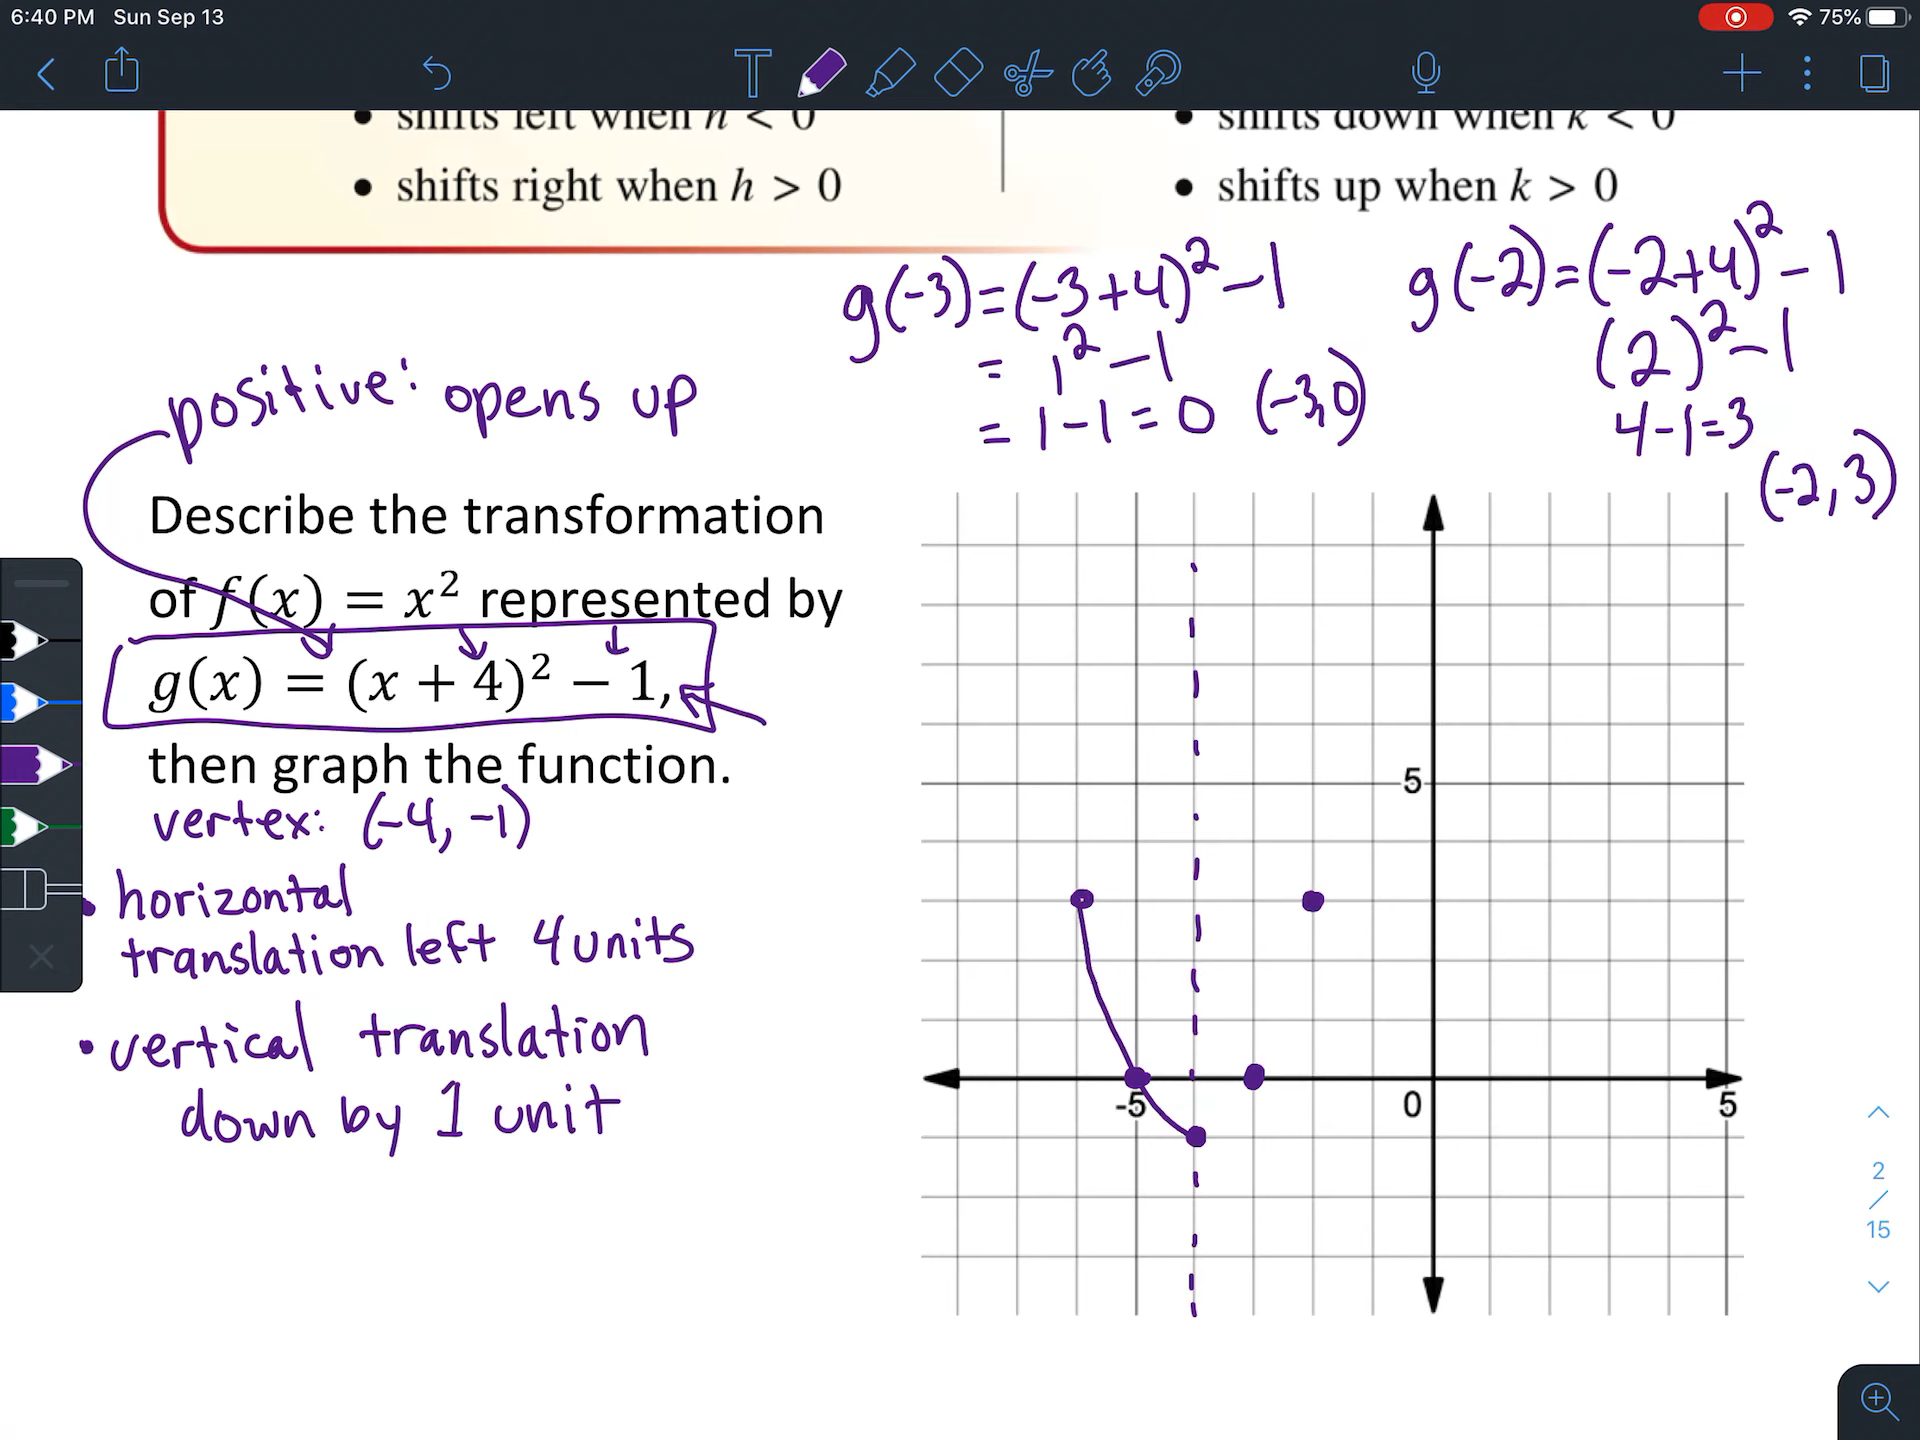 6:40 PM Sun Sep 13
75%
T
• shifts left when h < 0
• shifts right when h > 0
• shifts down when k < 0
• shifts up when k > 0
g(-3)=(-3+4)²-1
= 1²-1
= 1-1=0 (-3,0)
g(-2)=(-2+4)²-1
(2)²-1
4-1=3
(-2,3)
positive: opens up
Describe the transformation
of f(x) = x² represented by
g(x) = (x + 4)² − 1,
then graph the function.
vertex: (-4,-1)
• horizontal
translation left 4 units
• vertical translation
down by 1 unit
5
-5
0
5
2
/
15